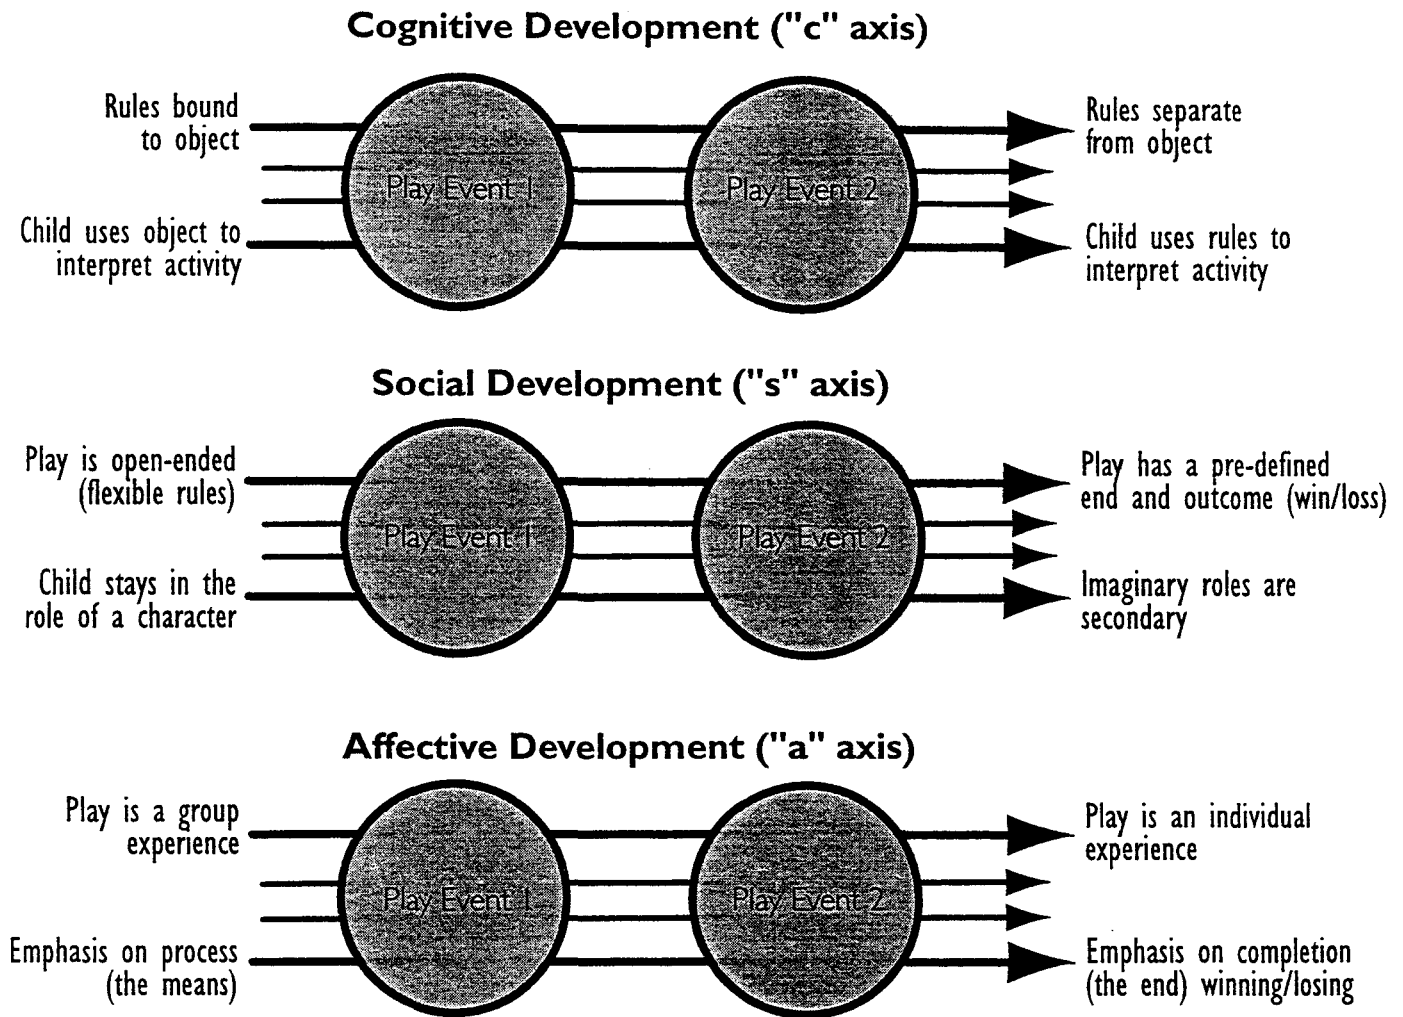 Cognitive Development ("c" axis)
Rules bound
to object
Child uses object to
interpret activity
Play Event 1
Play Event 2
Rules separate
from object
Child uses rules to
interpret activity
Social Development ("s" axis)
Play is open-ended
(flexible rules)
Child stays in the
role of a character
Play Event 1
Play Event 2
Play has a pre-defined
end and outcome (win/loss)
Imaginary roles are
secondary
Affective Development ("a" axis)
Play is a group
experience
Emphasis on process
(the means)
Play Event 1
Play Event 2
Play is an individual
experience
Emphasis on completion
(the end) winning/losing